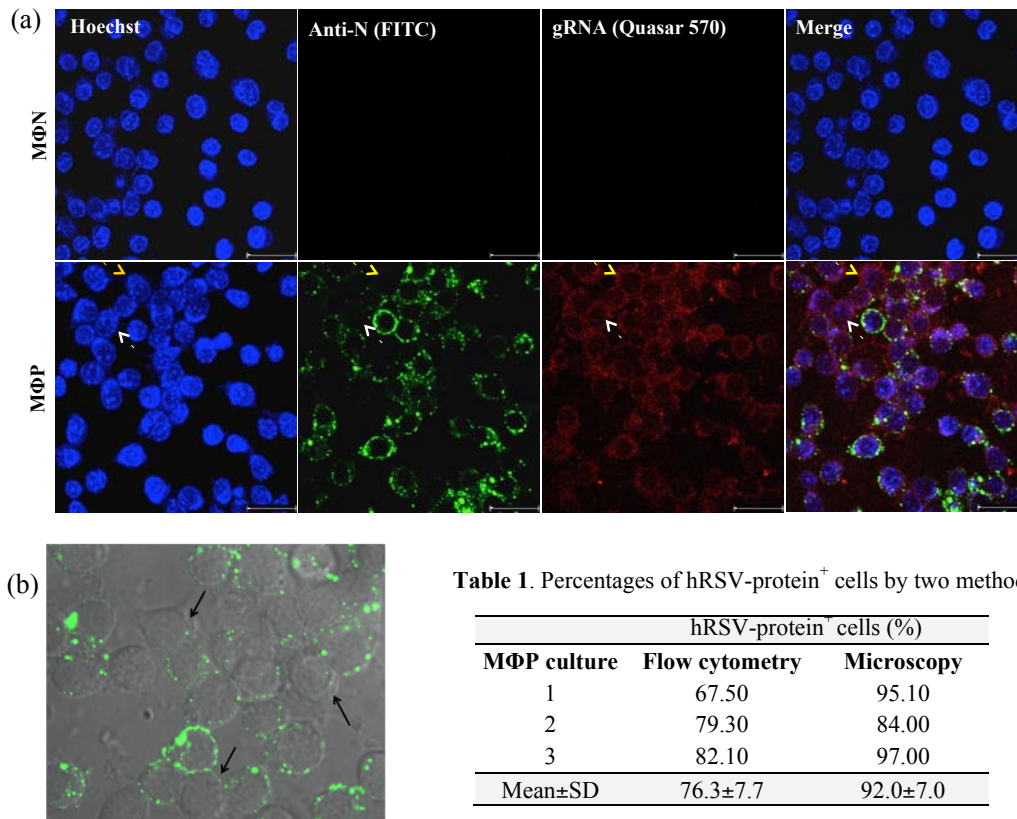 (a)
Hoechst Anti-N (FITC) gRNA (Quasar 570) Merge
MΦN
MΦP
(b)
Table 1. Percentages of hRSV-protein⁺ cells by two metho
hRSV-protein⁺ cells (%)
MΦP culture Flow cytometry Microscopy
1 67.50 95.10
2 79.30 84.00
3 82.10 97.00
Mean±SD 76.3±7.7 92.0±7.0